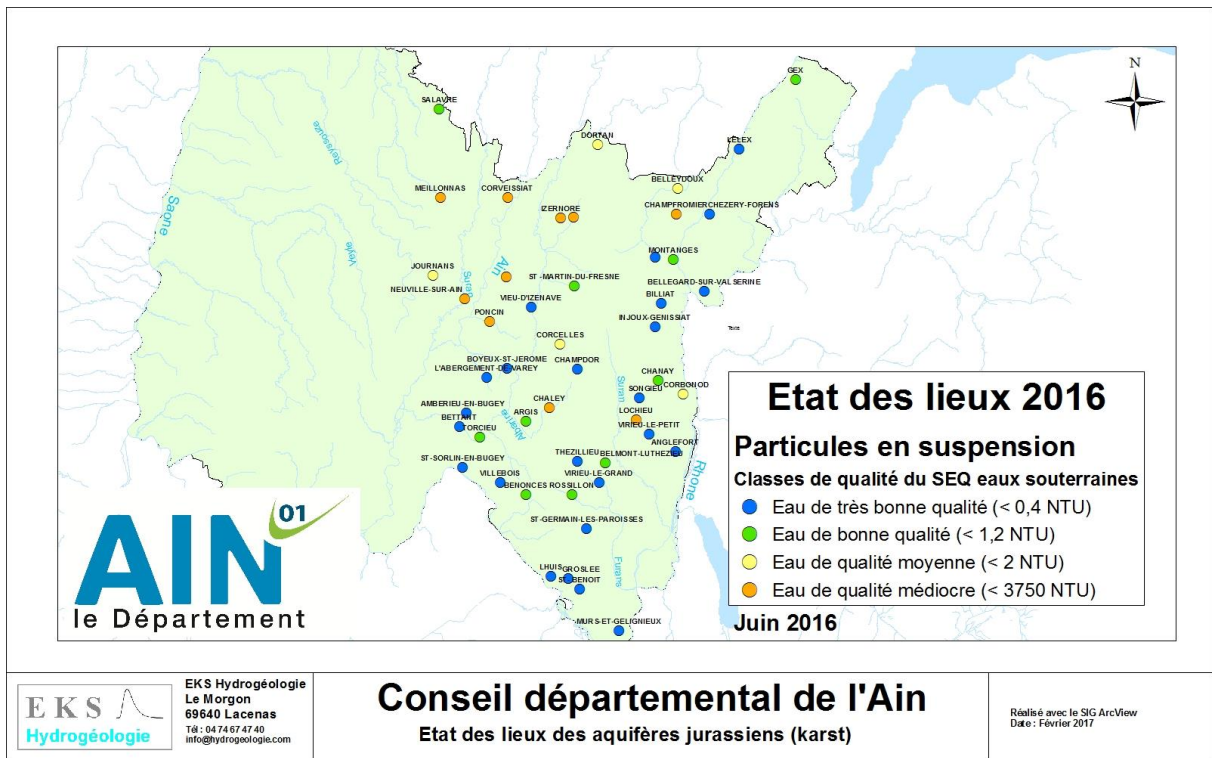 GEX
N
SALAVRE
DORTAN
LELEX
Reyssouze
BELLEYDOUX
MEILLONNAS
CORVEISSIAT
IZERNORE
CHAMPFROMIER
CHEZERY-FORENS
Saône
Veyle
MONTANGES
JOURNANS
Suran
Ain
ST-MARTIN-DU-FRESNE
BELLEGARD-SUR-VALSERINE
NEUVILLE-SUR-AIN
VIEU-D'IZENAVE
BILLIAT
PONCIN
INJOUX-GENISSIAT
Texte
CORCELLES
BOYEUX-ST-JEROME
CHAMPDOR
L'ABERGEMENT-DE-VAREY
CHANAY
SONGIEU
CORBONOD
AMBERIEU-EN-BUGEY
ARGIS
CHALEY
LOCHIEU
BETTANT
TORCIEU
Albarine
VIRIEU-LE-PETIT
ANGLEFORT
ST-SORLIN-EN-BUGEY
THEZILLIEU
BELMONT-LUTHEZIEU
Rhone
VILLEBOIS
VIRIEU-LE-GRAND
BENONCES
ROSSILLON
ST-GERMAIN-LES-PAROISSES
Furans
LHUIS
GROSLEE
ST-BENOIT
MURS-ET-GELIGNIEUX
Etat des lieux 2016
Particules en suspension
Classes de qualité du SEQ eaux souterraines
Eau de très bonne qualité (< 0,4 NTU)
Eau de bonne qualité (< 1,2 NTU)
Eau de qualité moyenne (< 2 NTU)
Eau de qualité médiocre (< 3750 NTU)
Juin 2016
01
AIN
le Département
EKS
Hydrogéologie
EKS Hydrogéologie
Le Morgon
69640 Lacenas
Tél : 04 74 67 47 40
info@hydrogeologie.com
Conseil départemental de l'Ain
Etat des lieux des aquifères jurassiens (karst)
Réalisé avec le SIG ArcView
Date : Février 2017